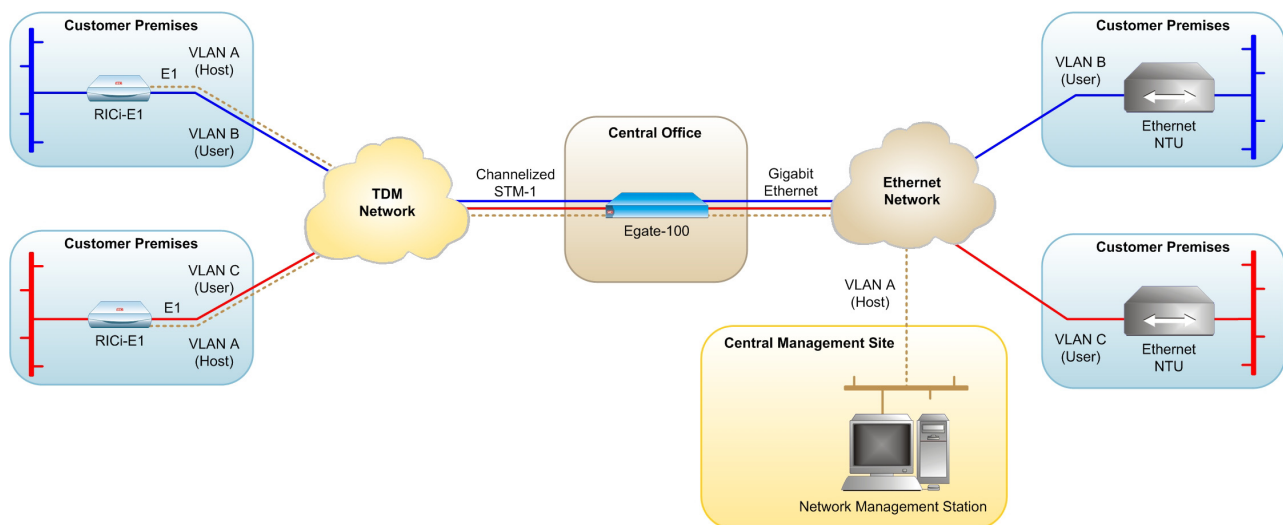 Customer Premises
VLAN A
(Host)
E1
RICi-E1
VLAN B
(User)
TDM
Network
Customer Premises
VLAN C
(User)
E1
RICi-E1
VLAN A
(Host)
Channelized
STM-1
Central Office
Egate-100
Gigabit
Ethernet
Ethernet
Network
VLAN A
(Host)
Central Management Site
Network Management Station
Customer Premises
VLAN B
(User)
Ethernet
NTU
Customer Premises
VLAN C
(User)
Ethernet
NTU